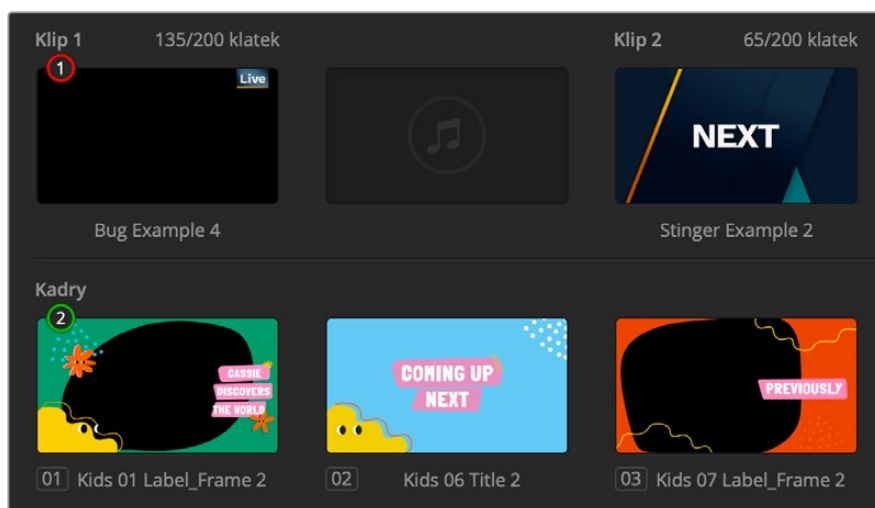 Klip 1 135/200 klatek Klip 2 65/200 klatek
1
Live
NEXT
Bug Example 4 Stinger Example 2
Kadry
2
CASSIE
DISCOVERS
THE WORLD
COMING UP
NEXT
PREVIOUSLY
01 Kids 01 Label_Frame 2 02 Kids 06 Title 2 03 Kids 07 Label_Frame 2